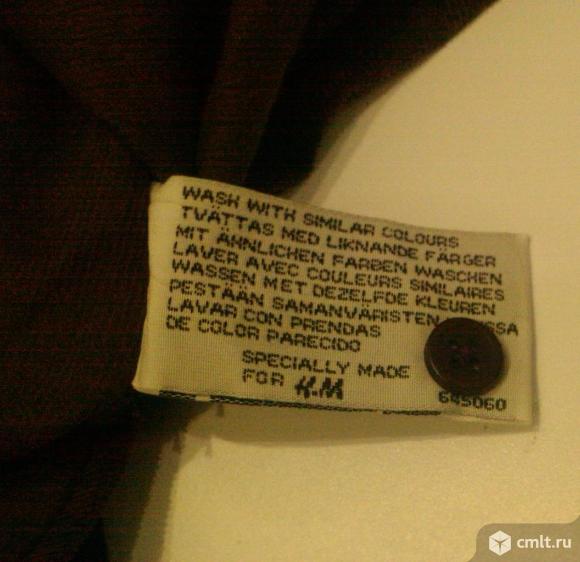 WASH WITH SIMILAR COLOURS
TVÄTTAS MED LIKNANDE FÄRGER
MIT ÄHNLICHEN FARBEN WASCHEN
LAVER AVEC COULEURS SIMILAIRES
WASSEN MET DEZELFDE KLEUREN
PESTÄÄN SAMANVÄRISTEN
LAVAR CON PRENDAS
DE COLOR PARECIDO
SPECIALLY MADE
FOR H&M
645060
cmlt.ru